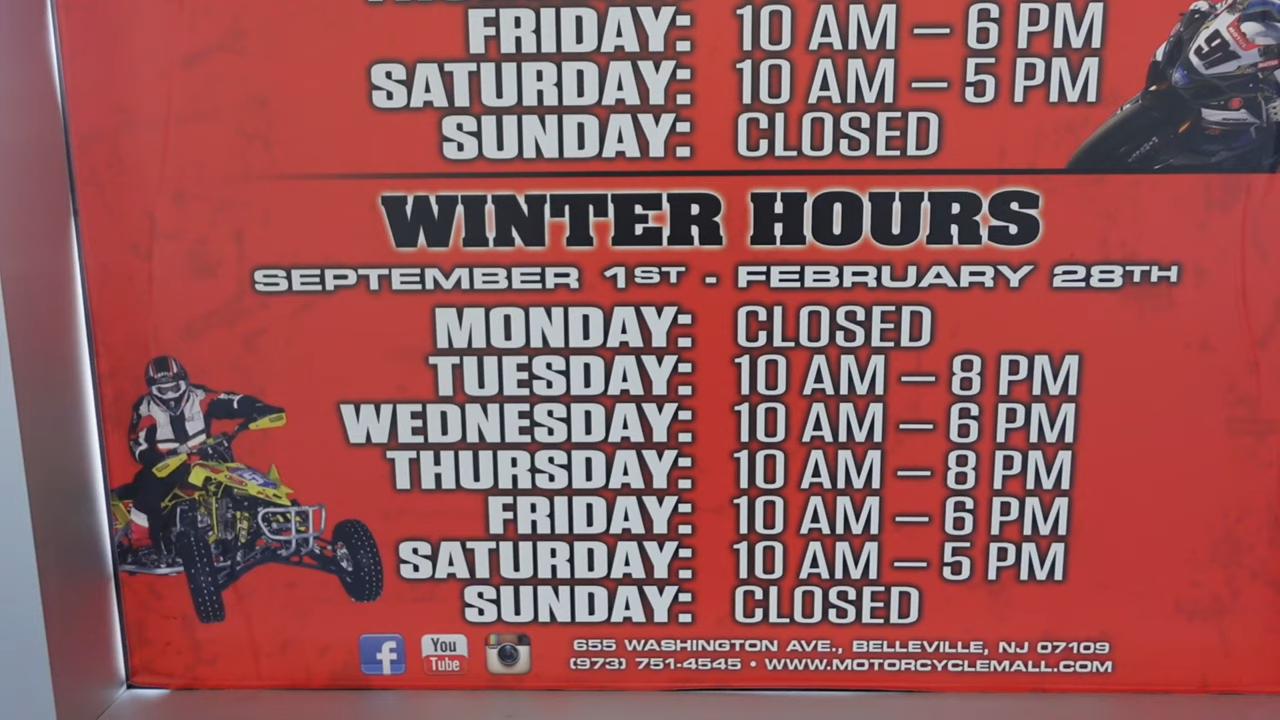 FRIDAY: 10 AM – 6 PM
SATURDAY: 10 AM – 5 PM
SUNDAY: CLOSED
WINTER HOURS
SEPTEMBER 1ST - FEBRUARY 28TH
MONDAY: CLOSED
TUESDAY: 10 AM – 8 PM
WEDNESDAY: 10 AM – 6 PM
THURSDAY: 10 AM – 8 PM
FRIDAY: 10 AM – 6 PM
SATURDAY: 10 AM – 5 PM
SUNDAY: CLOSED
f You Tube 655 WASHINGTON AVE., BELLEVILLE, NJ 07109
(973) 751-4545 • WWW.MOTORCYCLEMALL.COM